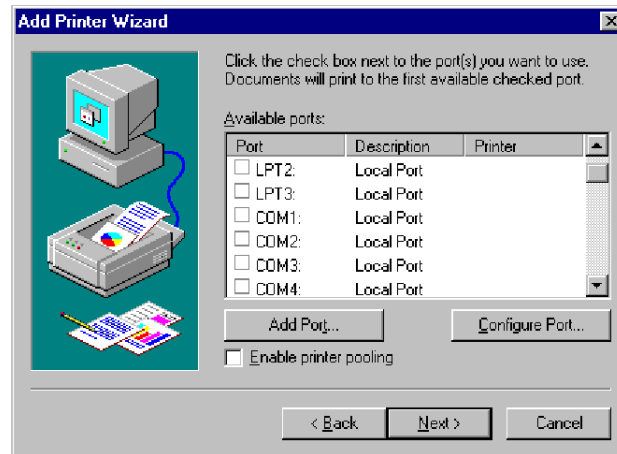 Add Printer Wizard
Click the check box next to the port(s) you want to use.
Documents will print to the first available checked port.
Available ports:
Port Description Printer
LPT2: Local Port
LPT3: Local Port
COM1: Local Port
COM2: Local Port
COM3: Local Port
COM4: Local Port
Add Port... Configure Port...
Enable printer pooling
< Back Next > Cancel